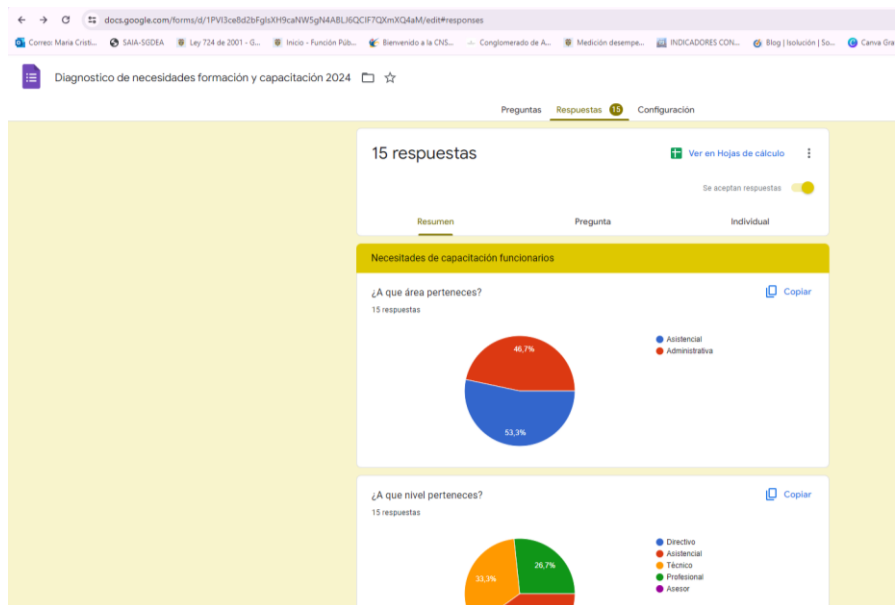 docs.google.com/forms/d/1PVI3ceBd2bFglsXH9caNW5gN4ABLJ6QCIF7QXmXQ4aM/edit#responses
Correo: Maria Cristi... SAIA-SGDEA Ley 724 de 2001 - G... Inicio - Función Púb... Bienvenido a la CNS... Conglomerado de A... Medición desempe... INDICADORES CON... Blog | Isolución | So... Canva Gra
Diagnostico de necesidades formación y capacitación 2024
Preguntas Respuestas 15 Configuración
15 respuestas
Ver en Hojas de cálculo
Se aceptan respuestas
Resumen Pregunta Individual
Necesitades de capacitación funcionarios
¿A que área perteneces?
Copiar
15 respuestas
46,7%
53,3%
Asistencial
Administrativa
¿A que nivel perteneces?
Copiar
15 respuestas
33,3%
26,7%
Directivo
Asistencial
Técnico
Profesional
Asesor